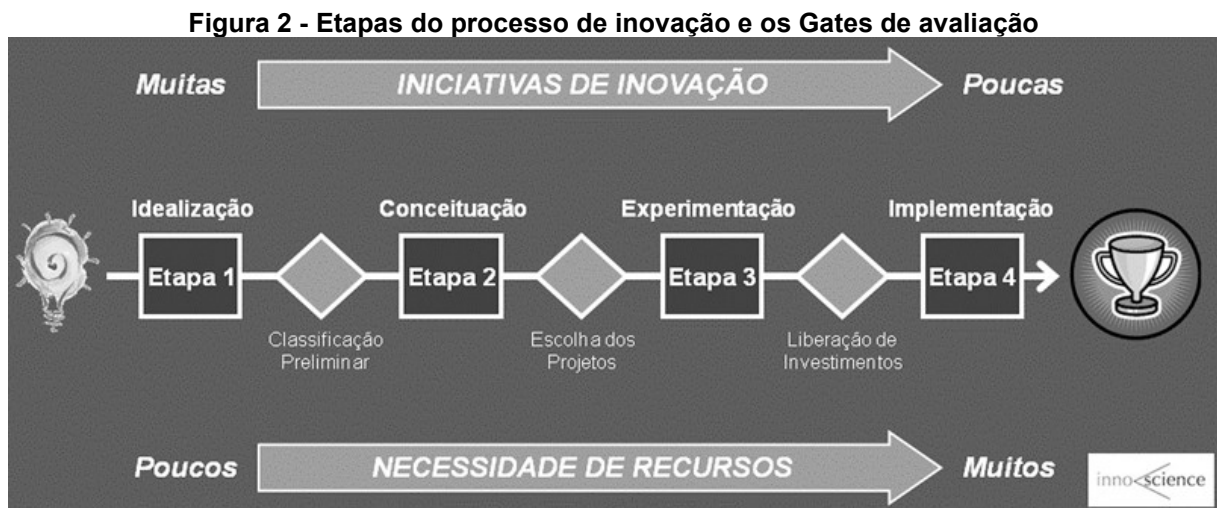 Figura 2 - Etapas do processo de inovação e os Gates de avaliação
Muitas
INICIATIVAS DE INOVAÇÃO
Poucas
Idealização
Conceituação
Experimentação
Implementação
Etapa 1
Etapa 2
Etapa 3
Etapa 4
Classificação
Preliminar
Escolha dos
Projetos
Liberação de
Investimentos
Poucos
NECESSIDADE DE RECURSOS
Muitos
innoscience